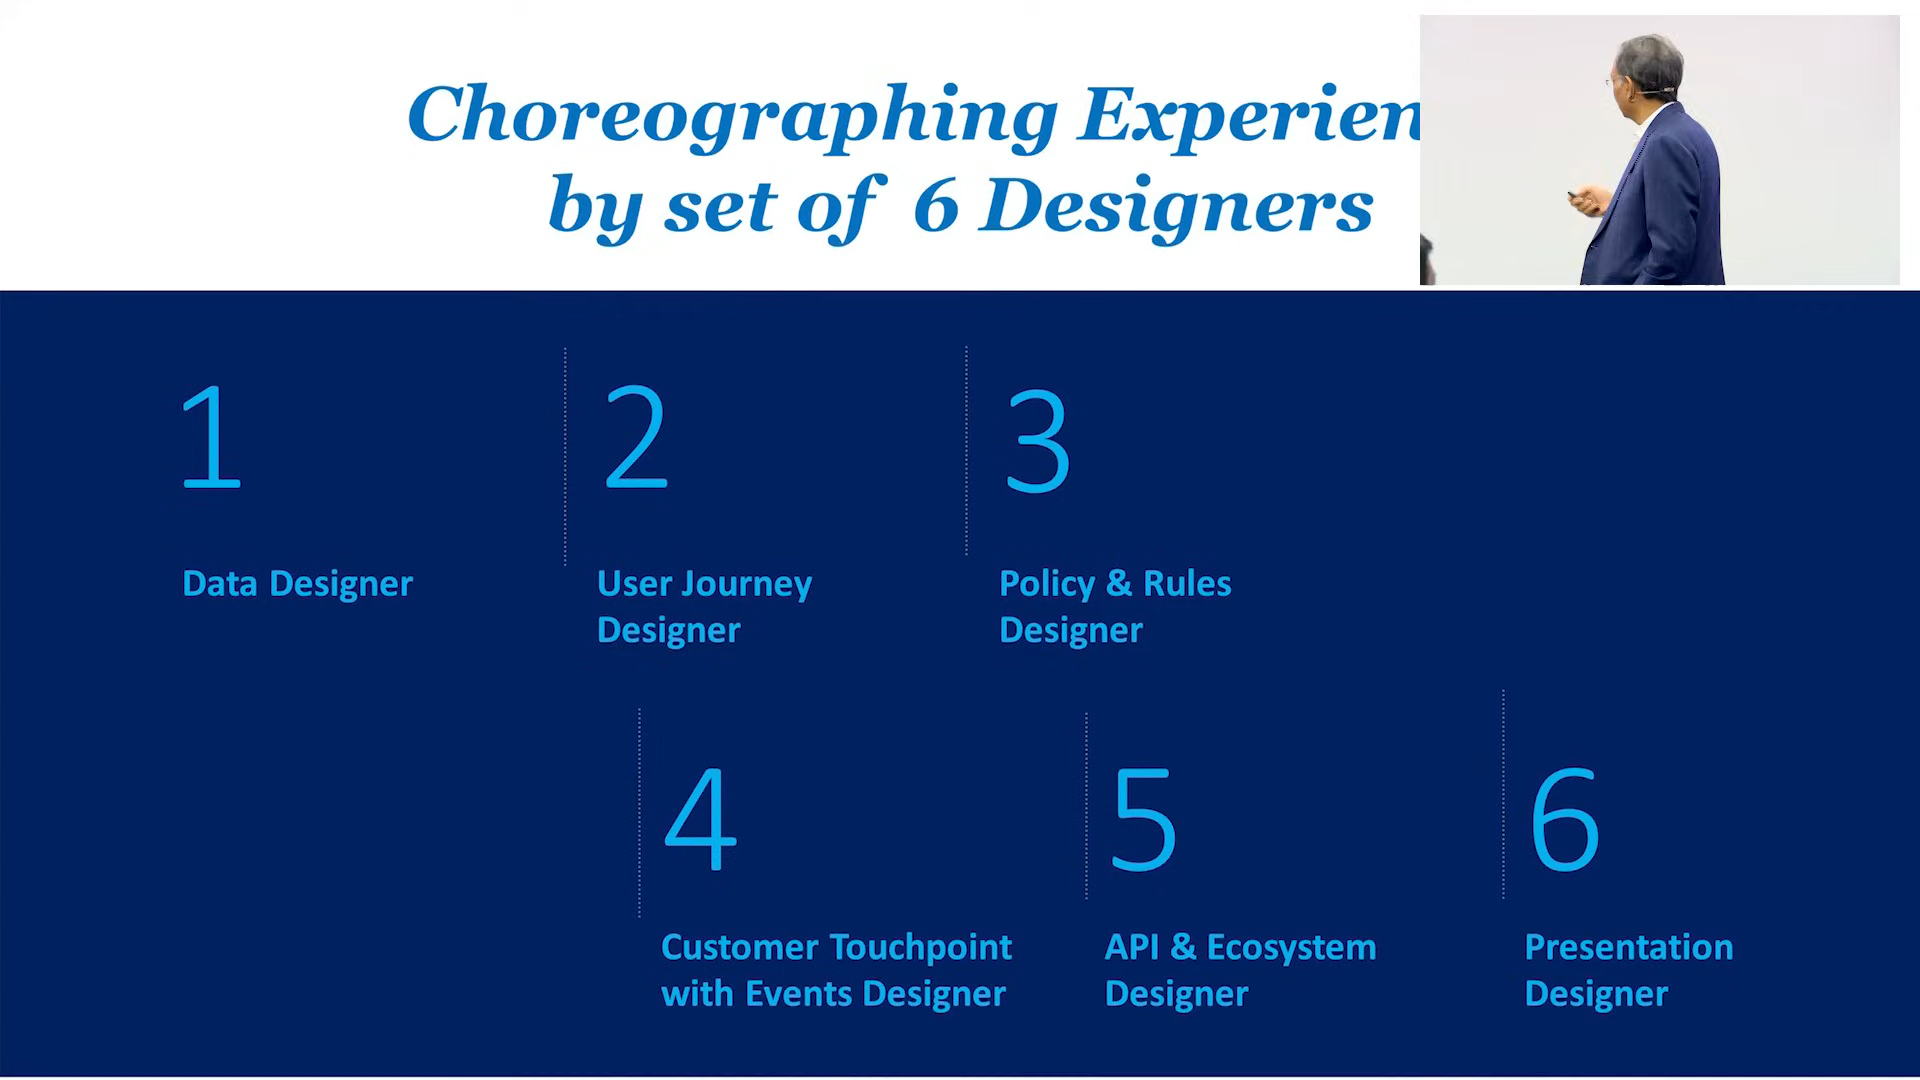 Choreographing Experien
by set of 6 Designers
1
2
3
Data Designer
User Journey
Designer
Policy & Rules
Designer
4
5
6
Customer Touchpoint
with Events Designer
API & Ecosystem
Designer
Presentation
Designer